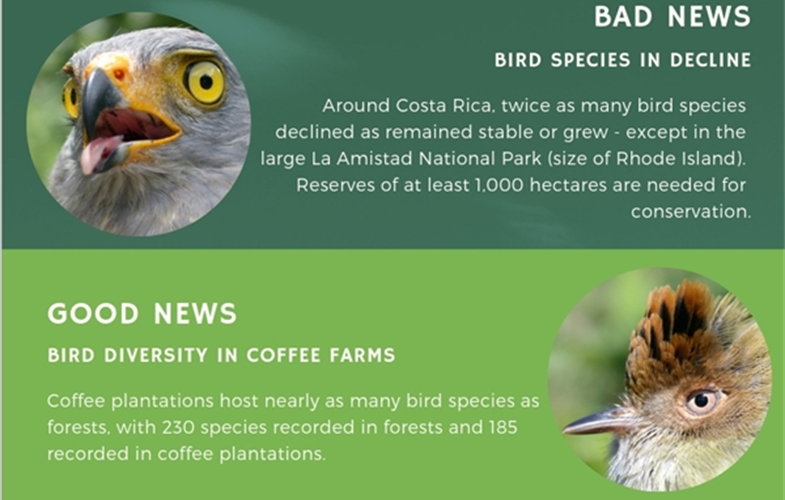 BAD NEWS
BIRD SPECIES IN DECLINE
Around Costa Rica, twice as many bird species
declined as remained stable or grew - except in the
large La Amistad National Park (size of Rhode Island).
Reserves of at least 1,000 hectares are needed for
conservation.
GOOD NEWS
BIRD DIVERSITY IN COFFEE FARMS
Coffee plantations host nearly as many bird species as
forests, with 230 species recorded in forests and 185
recorded in coffee plantations.